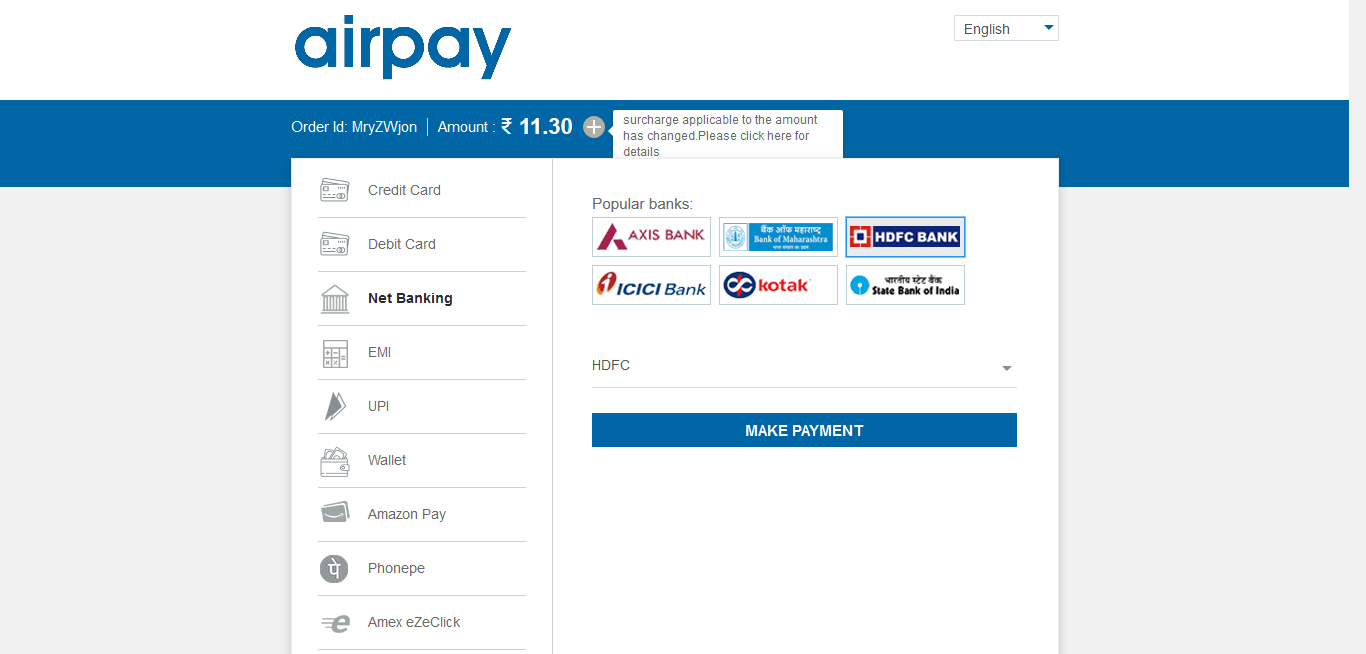 airpay
English
Order Id: MryZWjon
Amount : ₹ 11.30
surcharge applicable to the amount
has changed.Please click here for
details
Credit Card
Debit Card
Net Banking
EMI
UPI
Wallet
Amazon Pay
पे
Phonepe
Amex eZeClick
Popular banks:
AXIS BANK
बैंक ऑफ महाराष्ट्र
Bank of Maharashtra
HDFC BANK
ICICI Bank
kotak
भारतीय स्टेट बैंक
State Bank of India
HDFC
MAKE PAYMENT